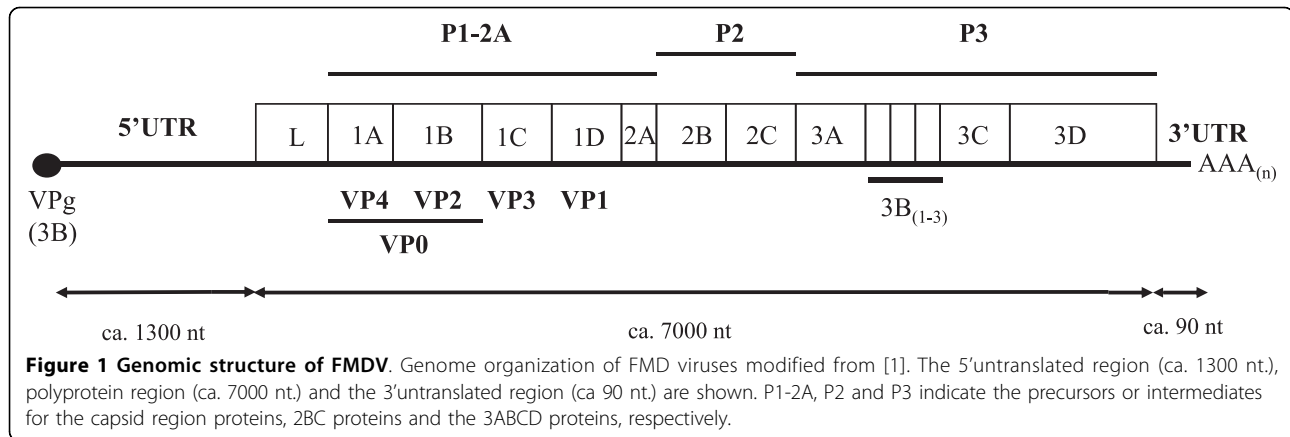 P1-2A P2 P3
5'UTR L 1A 1B 1C 1D 2A 2B 2C 3A 3C 3D 3'UTR
AAA(n)
VPg
(3B)
VP4 VP2 VP3 VP1
3B(1-3)
VP0
ca. 1300 nt ca. 7000 nt ca. 90 nt
Figure 1 Genomic structure of FMDV. Genome organization of FMD viruses modified from [1]. The 5'untranslated region (ca. 1300 nt.),
polyprotein region (ca. 7000 nt.) and the 3'untranslated region (ca 90 nt.) are shown. P1-2A, P2 and P3 indicate the precursors or intermediates
for the capsid region proteins, 2BC proteins and the 3ABCD proteins, respectively.